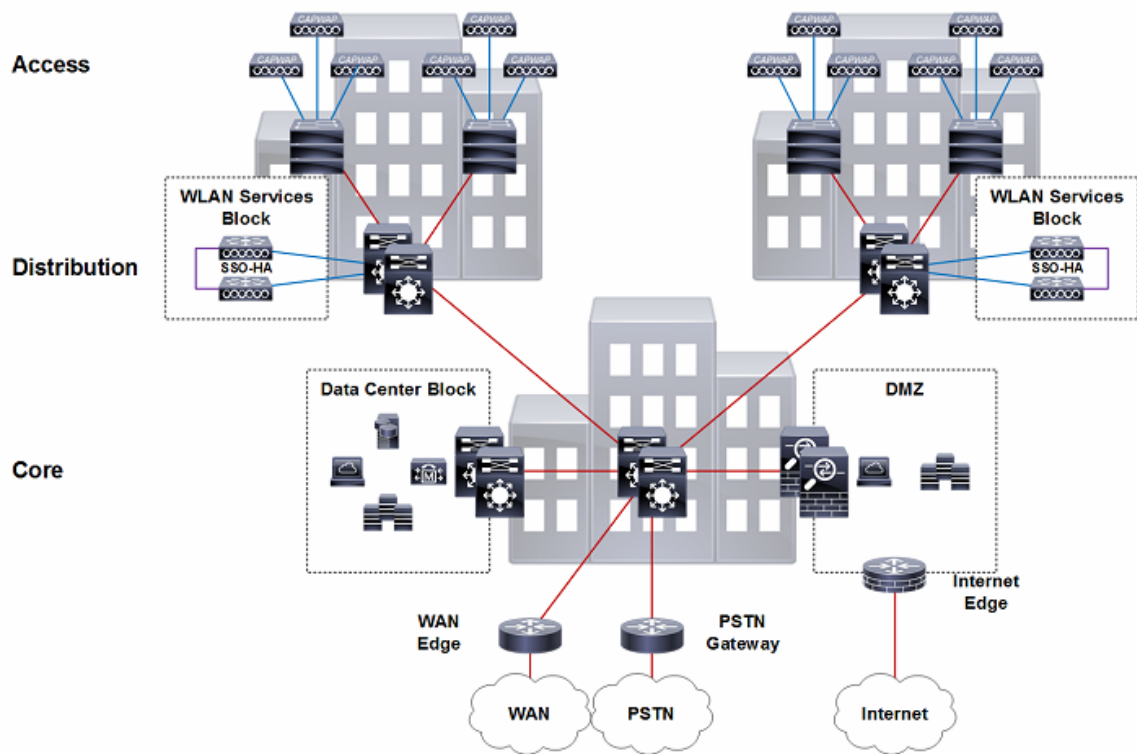 CAPWAP
CAPWAP
CAPWAP
CAPWAP
Access
CAPWAP
CAPWAP
CAPWAP
CAPWAP
CAPWAP
CAPWAP
CAPWAP
CAPWAP
WLAN Services
Block
SSO-HA
WLAN Services
Block
SSO-HA
Distribution
Data Center Block
M
DMZ
Core
WAN
Edge
PSTN
Gateway
Internet
Edge
WAN
PSTN
Internet